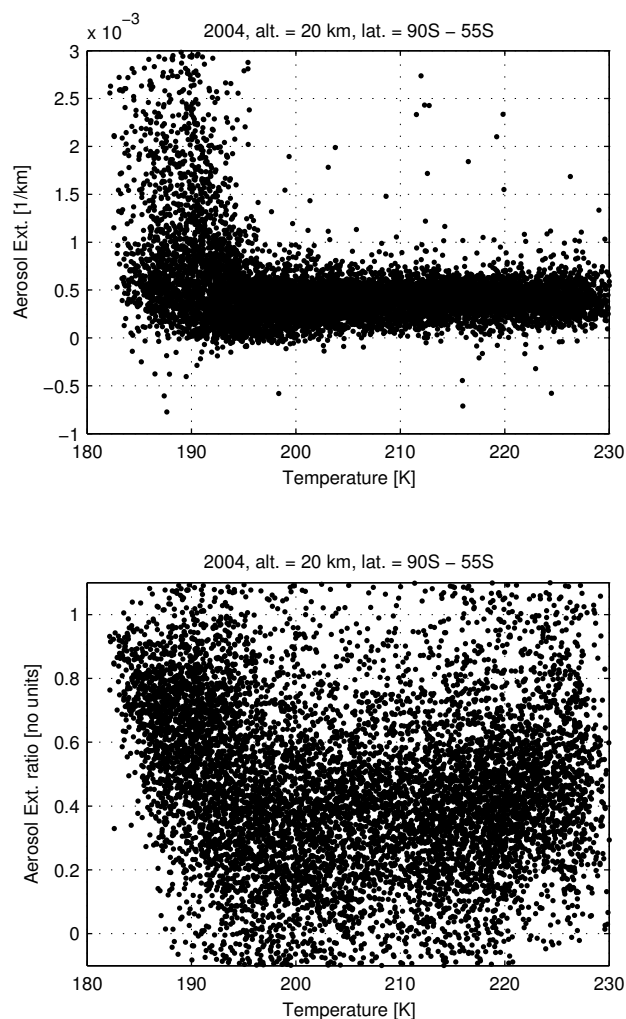 x 10⁻³
2004, alt. = 20 km, lat. = 90S − 55S
3
2.5
2
1.5
1
0.5
0
−0.5
−1
Aerosol Ext. [1/km]
180 190 200 210 220 230
Temperature [K]
2004, alt. = 20 km, lat. = 90S − 55S
1
0.8
0.6
0.4
0.2
0
Aerosol Ext. ratio [no units]
180 190 200 210 220 230
Temperature [K]